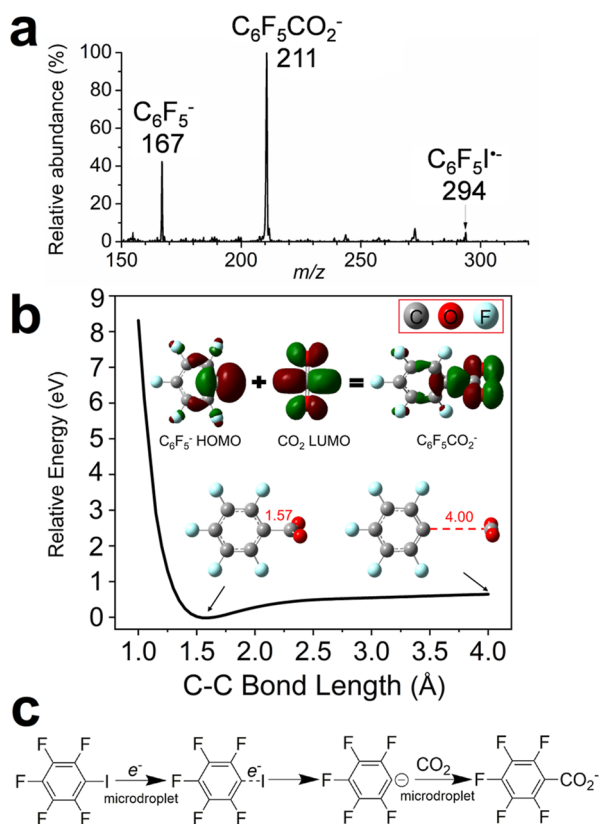 a
C₆F₅CO₂⁻
211
C₆F₅⁻
167
C₆F₅I•⁻
294
Relative abundance (%)
100
80
60
40
20
0
150 200 250 300
m/z
b
C O F
Relative Energy (eV)
9
8
7
6
5
4
3
2
1
0
+ =
C₆F₅⁻ HOMO CO₂ LUMO C₆F₅CO₂⁻
1.57 4.00
1.0 1.5 2.0 2.5 3.0 3.5 4.0
C-C Bond Length (Å)
c
F F F F F F F F
F I e⁻ microdroplet F e⁻ I F ⊖ CO₂ microdroplet F CO₂⁻
F F F F F F F F